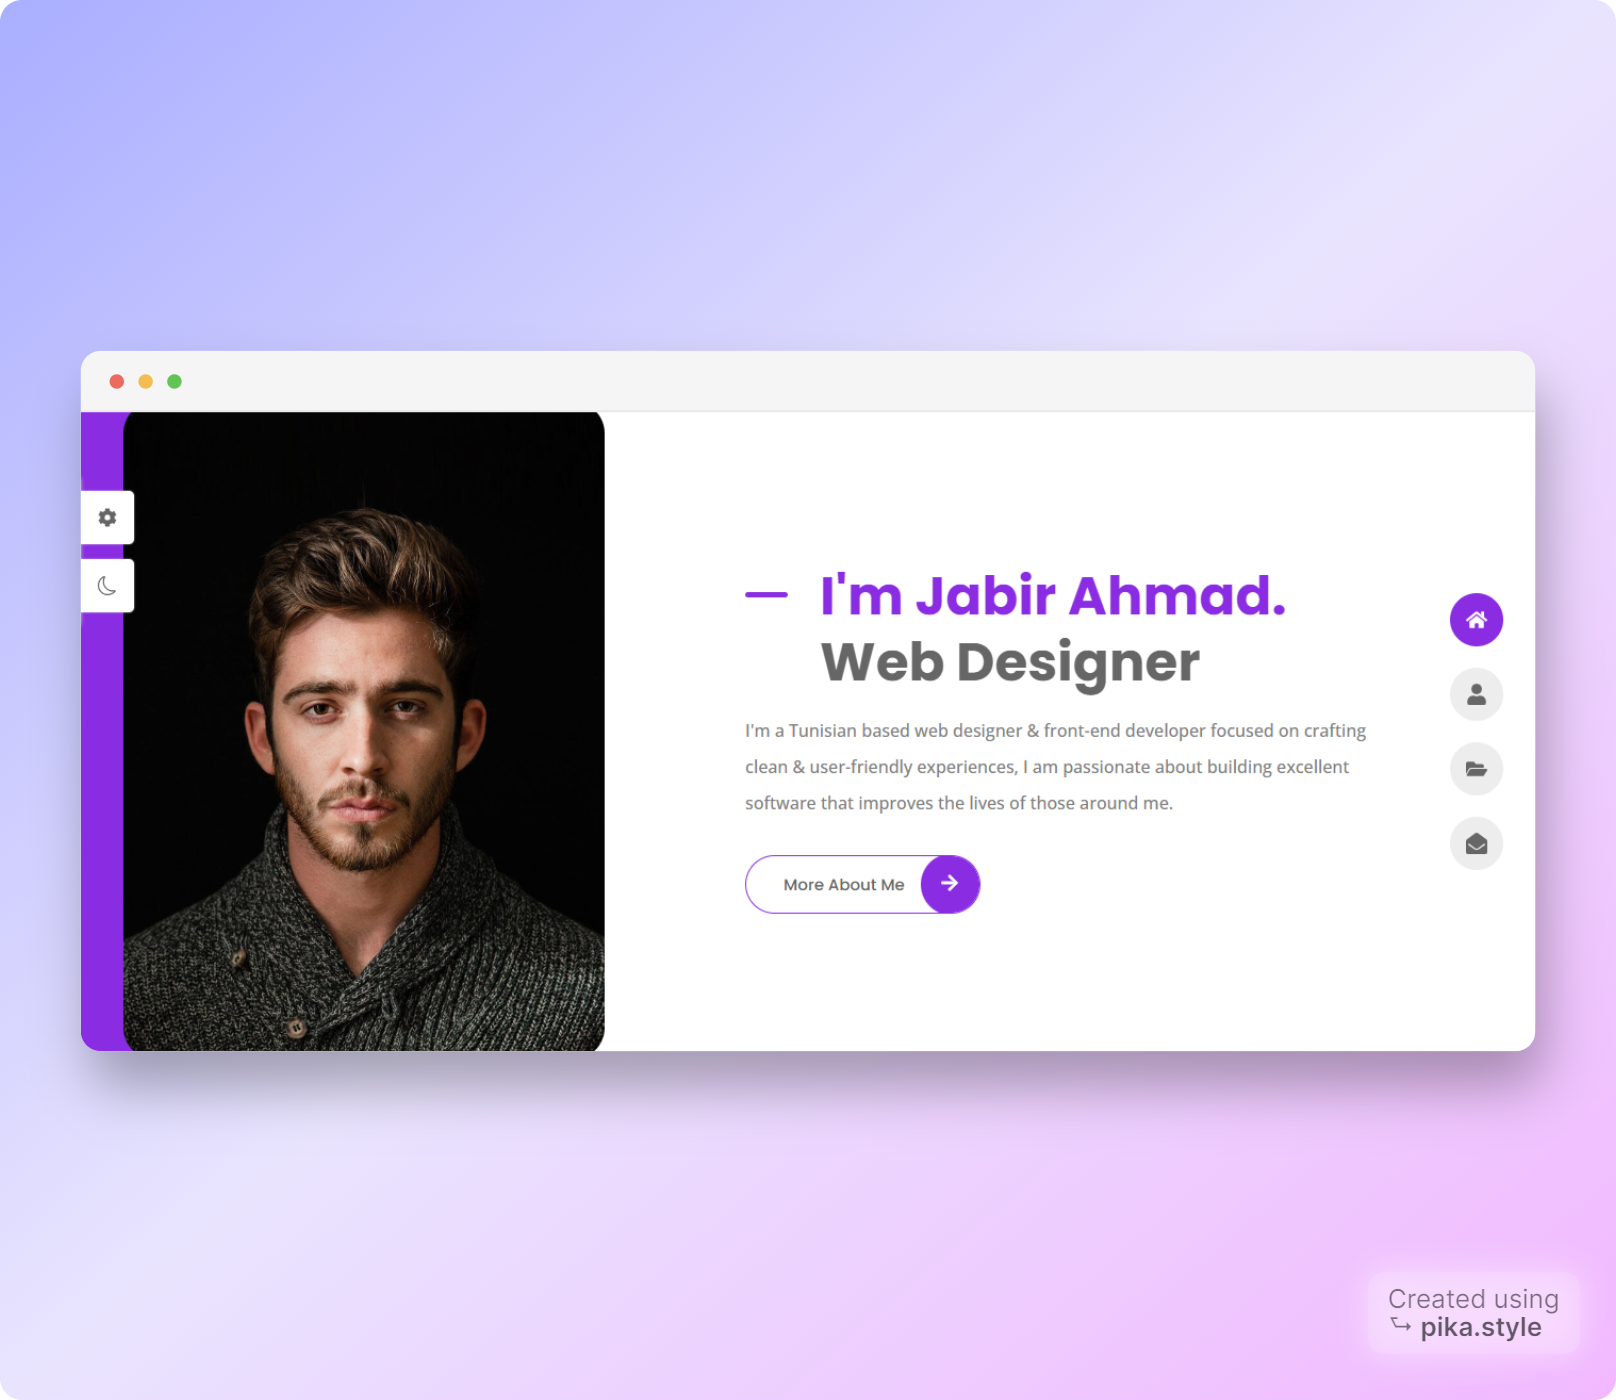 I'm Jabir Ahmad.
Web Designer
I'm a Tunisian based web designer & front-end developer focused on crafting
clean & user-friendly experiences, I am passionate about building excellent
software that improves the lives of those around me.
More About Me
Created using
pika.style